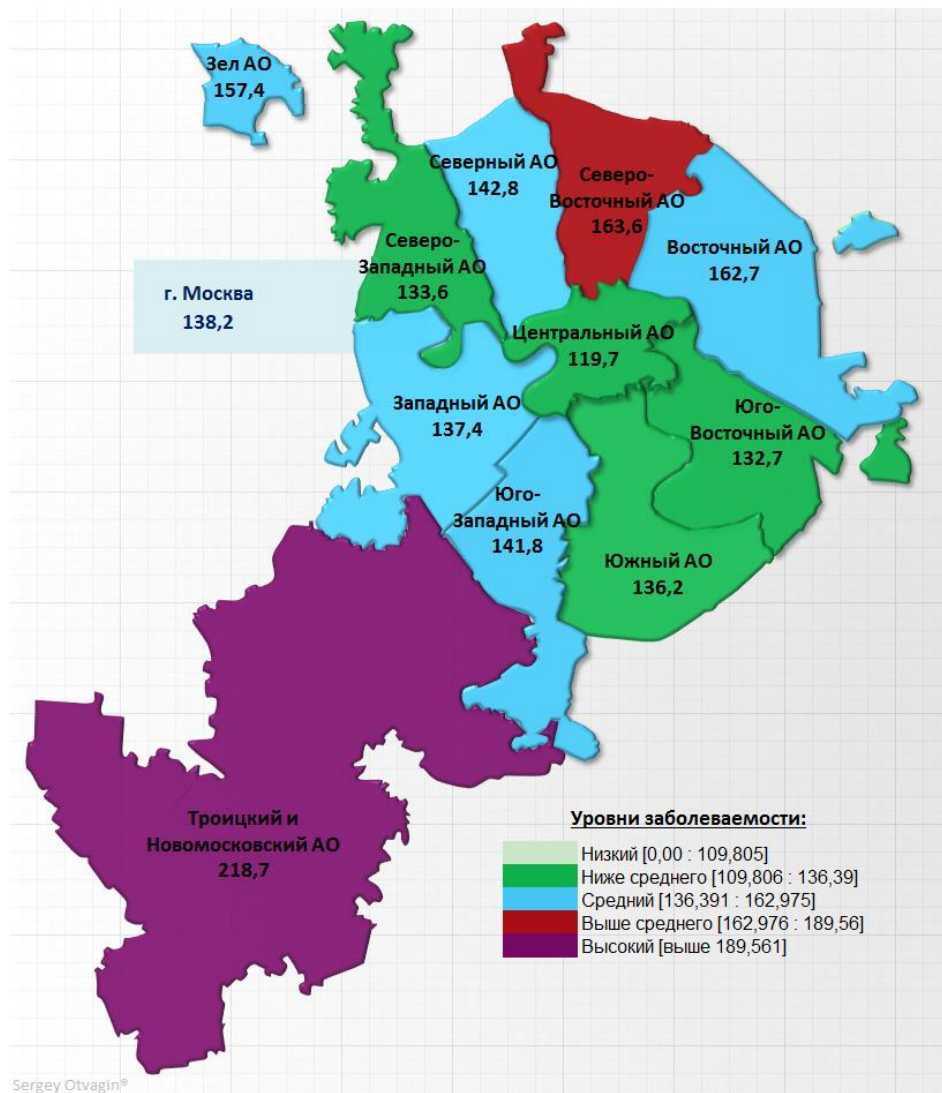 Зел АО
157,4
Северный АО
142,8
Северо-
Восточный АО
163,6
Восточный АО
162,7
Северо-
Западный АО
133,6
г. Москва
138,2
Центральный АО
119,7
Западный АО
137,4
Юго-
Восточный АО
132,7
Юго-
Западный АО
141,8
Южный АО
136,2
Троицкий и
Новомосковский АО
218,7
Уровни заболеваемости:
Низкий [0,00 : 109,805]
Ниже среднего [109,806 : 136,39]
Средний [136,391 : 162,975]
Выше среднего [162,976 : 189,56]
Высокий [выше 189,561]
Sergey Otvagin®